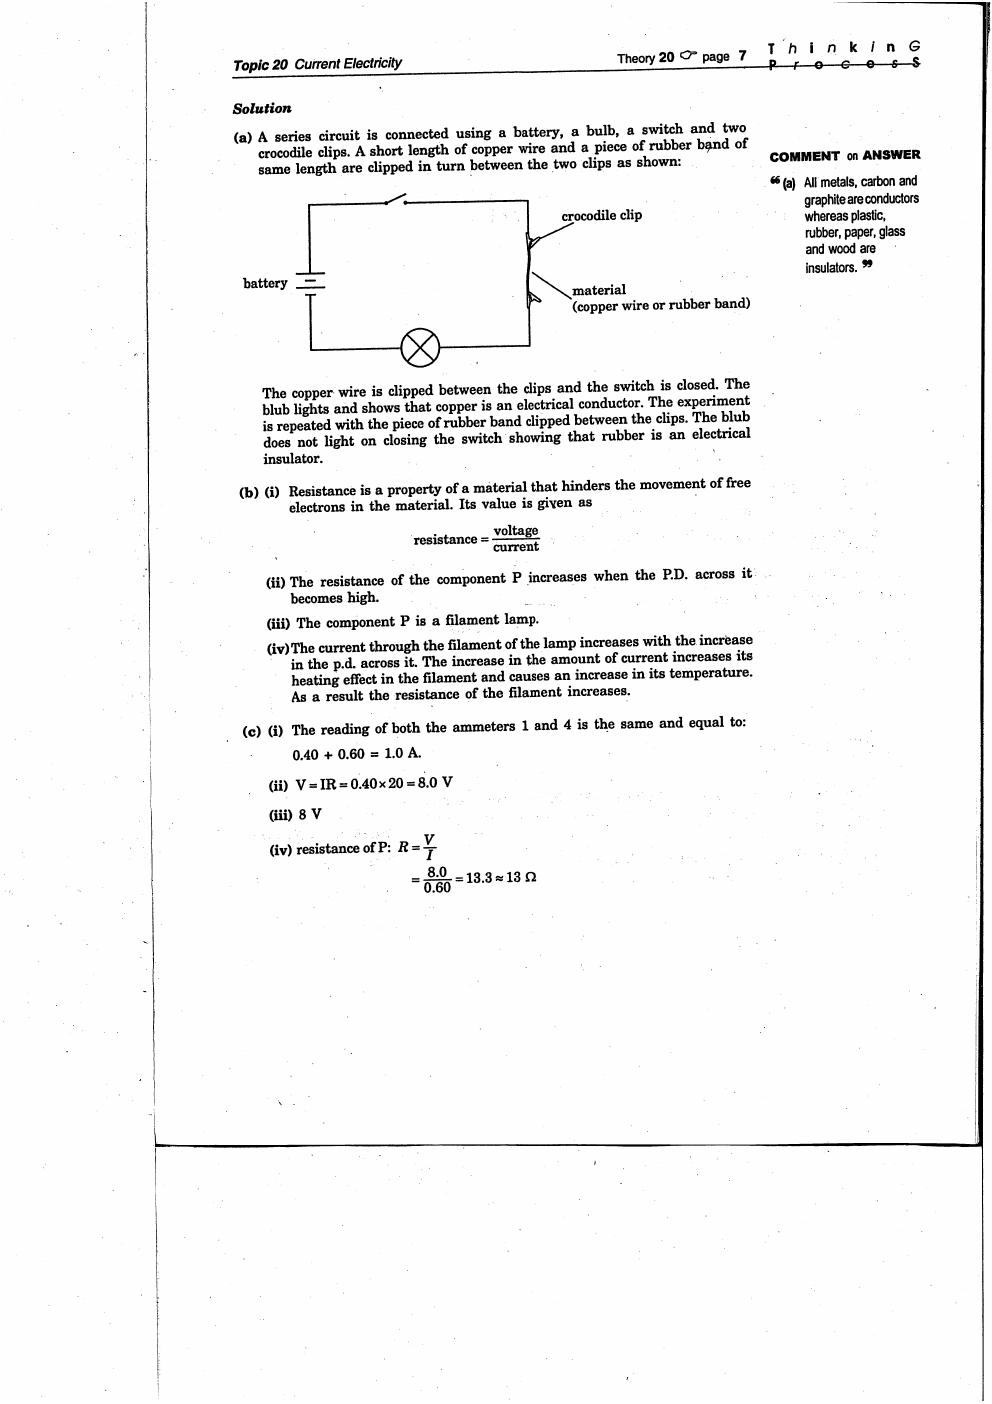 Topic 20 Current Electricity
Theory 20 ☞ page 7
T h i n k i n G
P r o c e s S
Solution
(a) A series circuit is connected using a battery, a bulb, a switch and two
crocodile clips. A short length of copper wire and a piece of rubber band of
same length are clipped in turn between the two clips as shown:
crocodile clip
battery
material
(copper wire or rubber band)
The copper wire is clipped between the clips and the switch is closed. The
blub lights and shows that copper is an electrical conductor. The experiment
is repeated with the piece of rubber band clipped between the clips. The blub
does not light on closing the switch showing that rubber is an electrical
insulator.
(b) (i) Resistance is a property of a material that hinders the movement of free
electrons in the material. Its value is given as
resistance = voltage / current
(ii) The resistance of the component P increases when the P.D. across it
becomes high.
(iii) The component P is a filament lamp.
(iv) The current through the filament of the lamp increases with the increase
in the p.d. across it. The increase in the amount of current increases its
heating effect in the filament and causes an increase in its temperature.
As a result the resistance of the filament increases.
(c) (i) The reading of both the ammeters 1 and 4 is the same and equal to:
0.40 + 0.60 = 1.0 A.
(ii) V = IR = 0.40 × 20 = 8.0 V
(iii) 8 V
(iv) resistance of P: R = V / I
= 8.0 / 0.60 = 13.3 ≈ 13 Ω
COMMENT on ANSWER
❝ (a) All metals, carbon and
graphite are conductors
whereas plastic,
rubber, paper, glass
and wood are
insulators. ❞